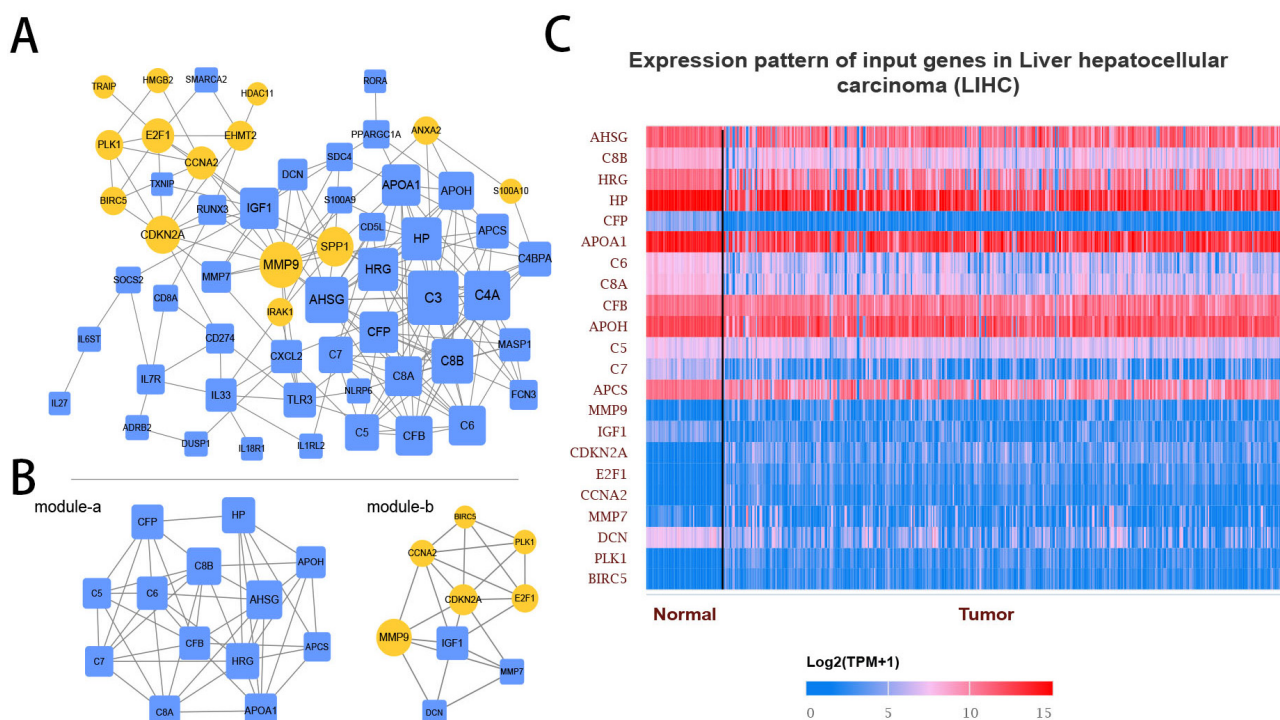 A
TRAIP
HMGB2
SMARCA2
HDAC11
RORA
PLK1
E2F1
EHMT2
PPARGC1A
ANXA2
CCNA2
SDC4
DCN
TXNIP
APOA1
APOH
S100A10
BIRC5
RUNX3
IGF1
S100A9
CDKN2A
CD5L
HP
APCS
SPP1
C4BPA
MMP9
HRG
SOCS2
MMP7
CD8A
AHSG
C3
C4A
IRAK1
IL6ST
CD274
CFP
MASP1
CXCL2
C7
C8B
IL7R
C8A
IL33
TLR3
NLRP6
FCN3
IL27
ADRB2
C5
CFB
C6
DUSP1
IL18R1
IL1RL2
B
module-a
CFP
HP
C8B
APOH
C5
C6
AHSG
CFB
APCS
C7
HRG
C8A
APOA1
module-b
BIRC5
CCNA2
PLK1
CDKN2A
E2F1
MMP9
IGF1
MMP7
DCN
C
Expression pattern of input genes in Liver hepatocellular
carcinoma (LIHC)
AHSG
C8B
HRG
HP
CFP
APOA1
C6
C8A
CFB
APOH
C5
C7
APCS
MMP9
IGF1
CDKN2A
E2F1
CCNA2
MMP7
DCN
PLK1
BIRC5
Normal Tumor
Log2(TPM+1)
0 5 10 15